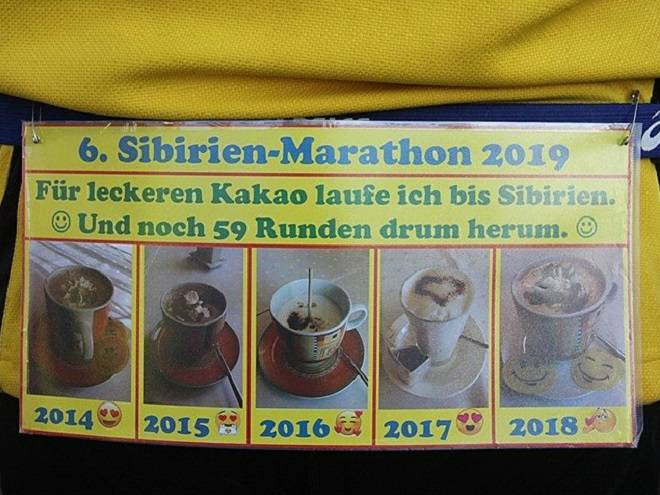 6. Sibirien-Marathon 2019
Für leckeren Kakao laufe ich bis Sibirien.
☺ Und noch 59 Runden drum herum. ☺
2014 😍 2015 😤 2016 🥰 2017 😍 2018 🥰